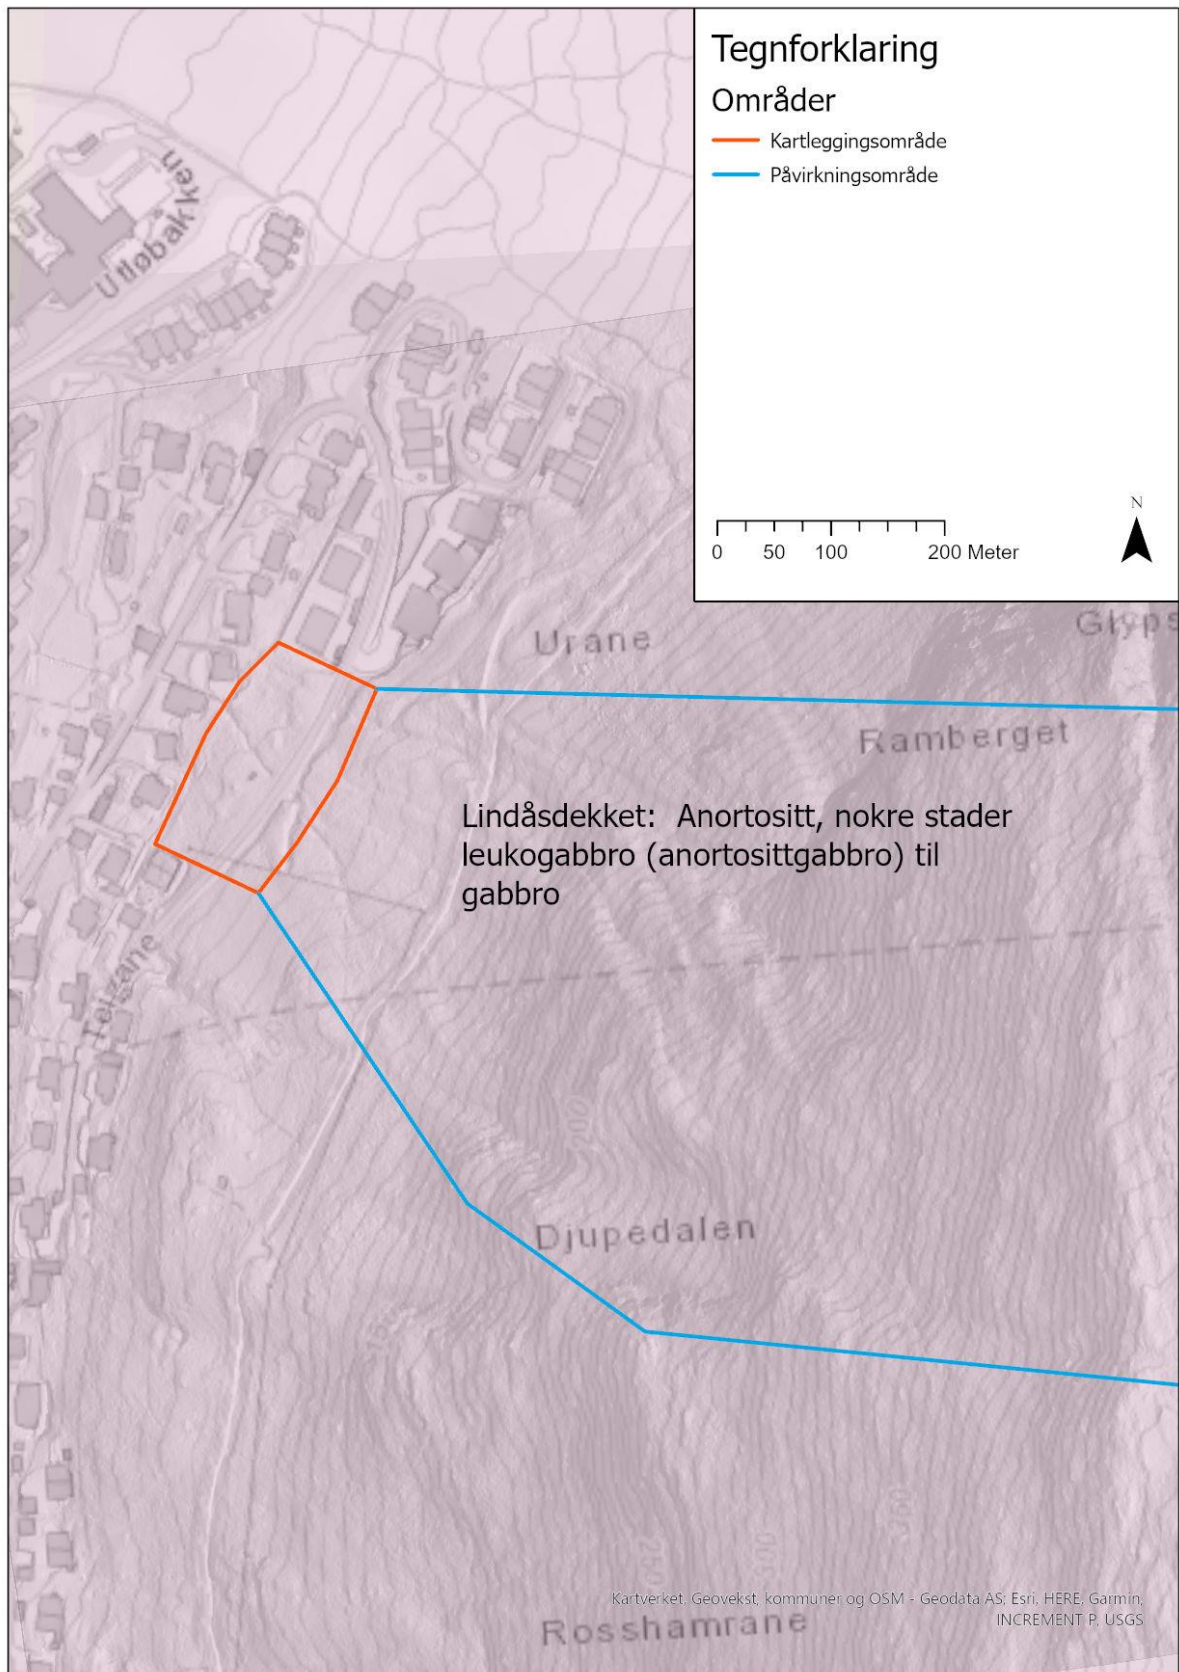 Tegnforklaring
Områder
Kartleggingsområde
Påvirkningsområde
N
0 50 100 200 Meter
Utløbakken
Glyps
Urane
Ramberget
Lindåsdekket: Anortositt, nokre stader
leukogabbro (anortosittgabbro) til
gabbro
Teigane
Djupedalen
Kartverket, Geovekst, kommuner og OSM - Geodata AS; Esri, HERE, Garmin,
INCREMENT P, USGS
Rosshamrane